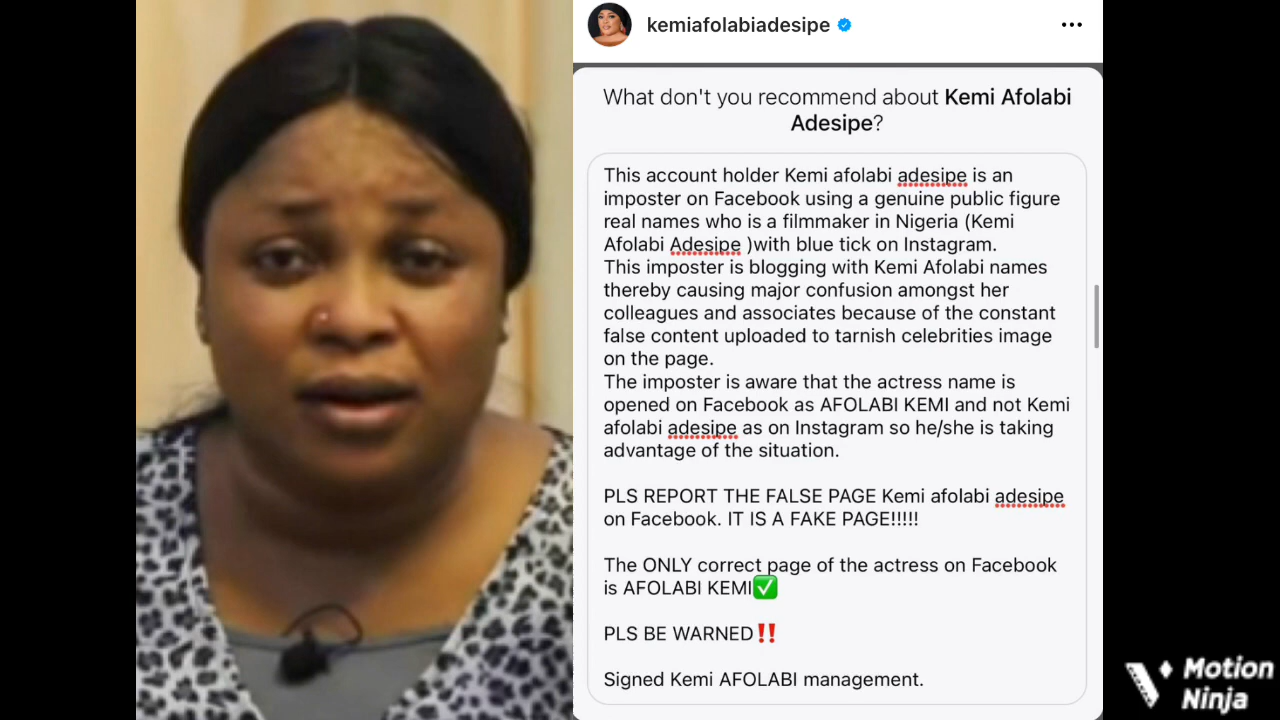 kemiafolabiadesipe
What don't you recommend about Kemi Afolabi
Adesipe?
This account holder Kemi afolabi adesipe is an
imposter on Facebook using a genuine public figure
real names who is a filmmaker in Nigeria (Kemi
Afolabi Adesipe )with blue tick on Instagram.
This imposter is blogging with Kemi Afolabi names
thereby causing major confusion amongst her
colleagues and associates because of the constant
false content uploaded to tarnish celebrities image
on the page.
The imposter is aware that the actress name is
opened on Facebook as AFOLABI KEMI and not Kemi
afolabi adesipe as on Instagram so he/she is taking
advantage of the situation.
PLS REPORT THE FALSE PAGE Kemi afolabi adesipe
on Facebook. IT IS A FAKE PAGE!!!!!
The ONLY correct page of the actress on Facebook
is AFOLABI KEMI✅
PLS BE WARNED‼️
Signed Kemi AFOLABI management.
Motion
Ninja